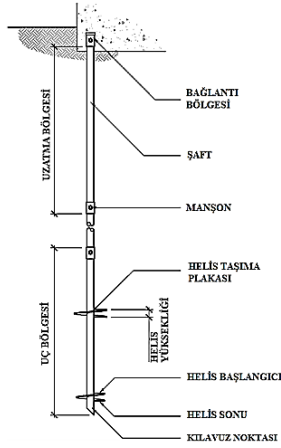 BAĞLANTI
BÖLGESİ
UZATMA BÖLGESİ
ŞAFT
MANŞON
HELİS TAŞIMA
PLAKASI
HELİS
YÜKSEKLİĞİ
UÇ BÖLGESİ
HELİS BAŞLANGICI
HELİS SONU
KILAVUZ NOKTASI